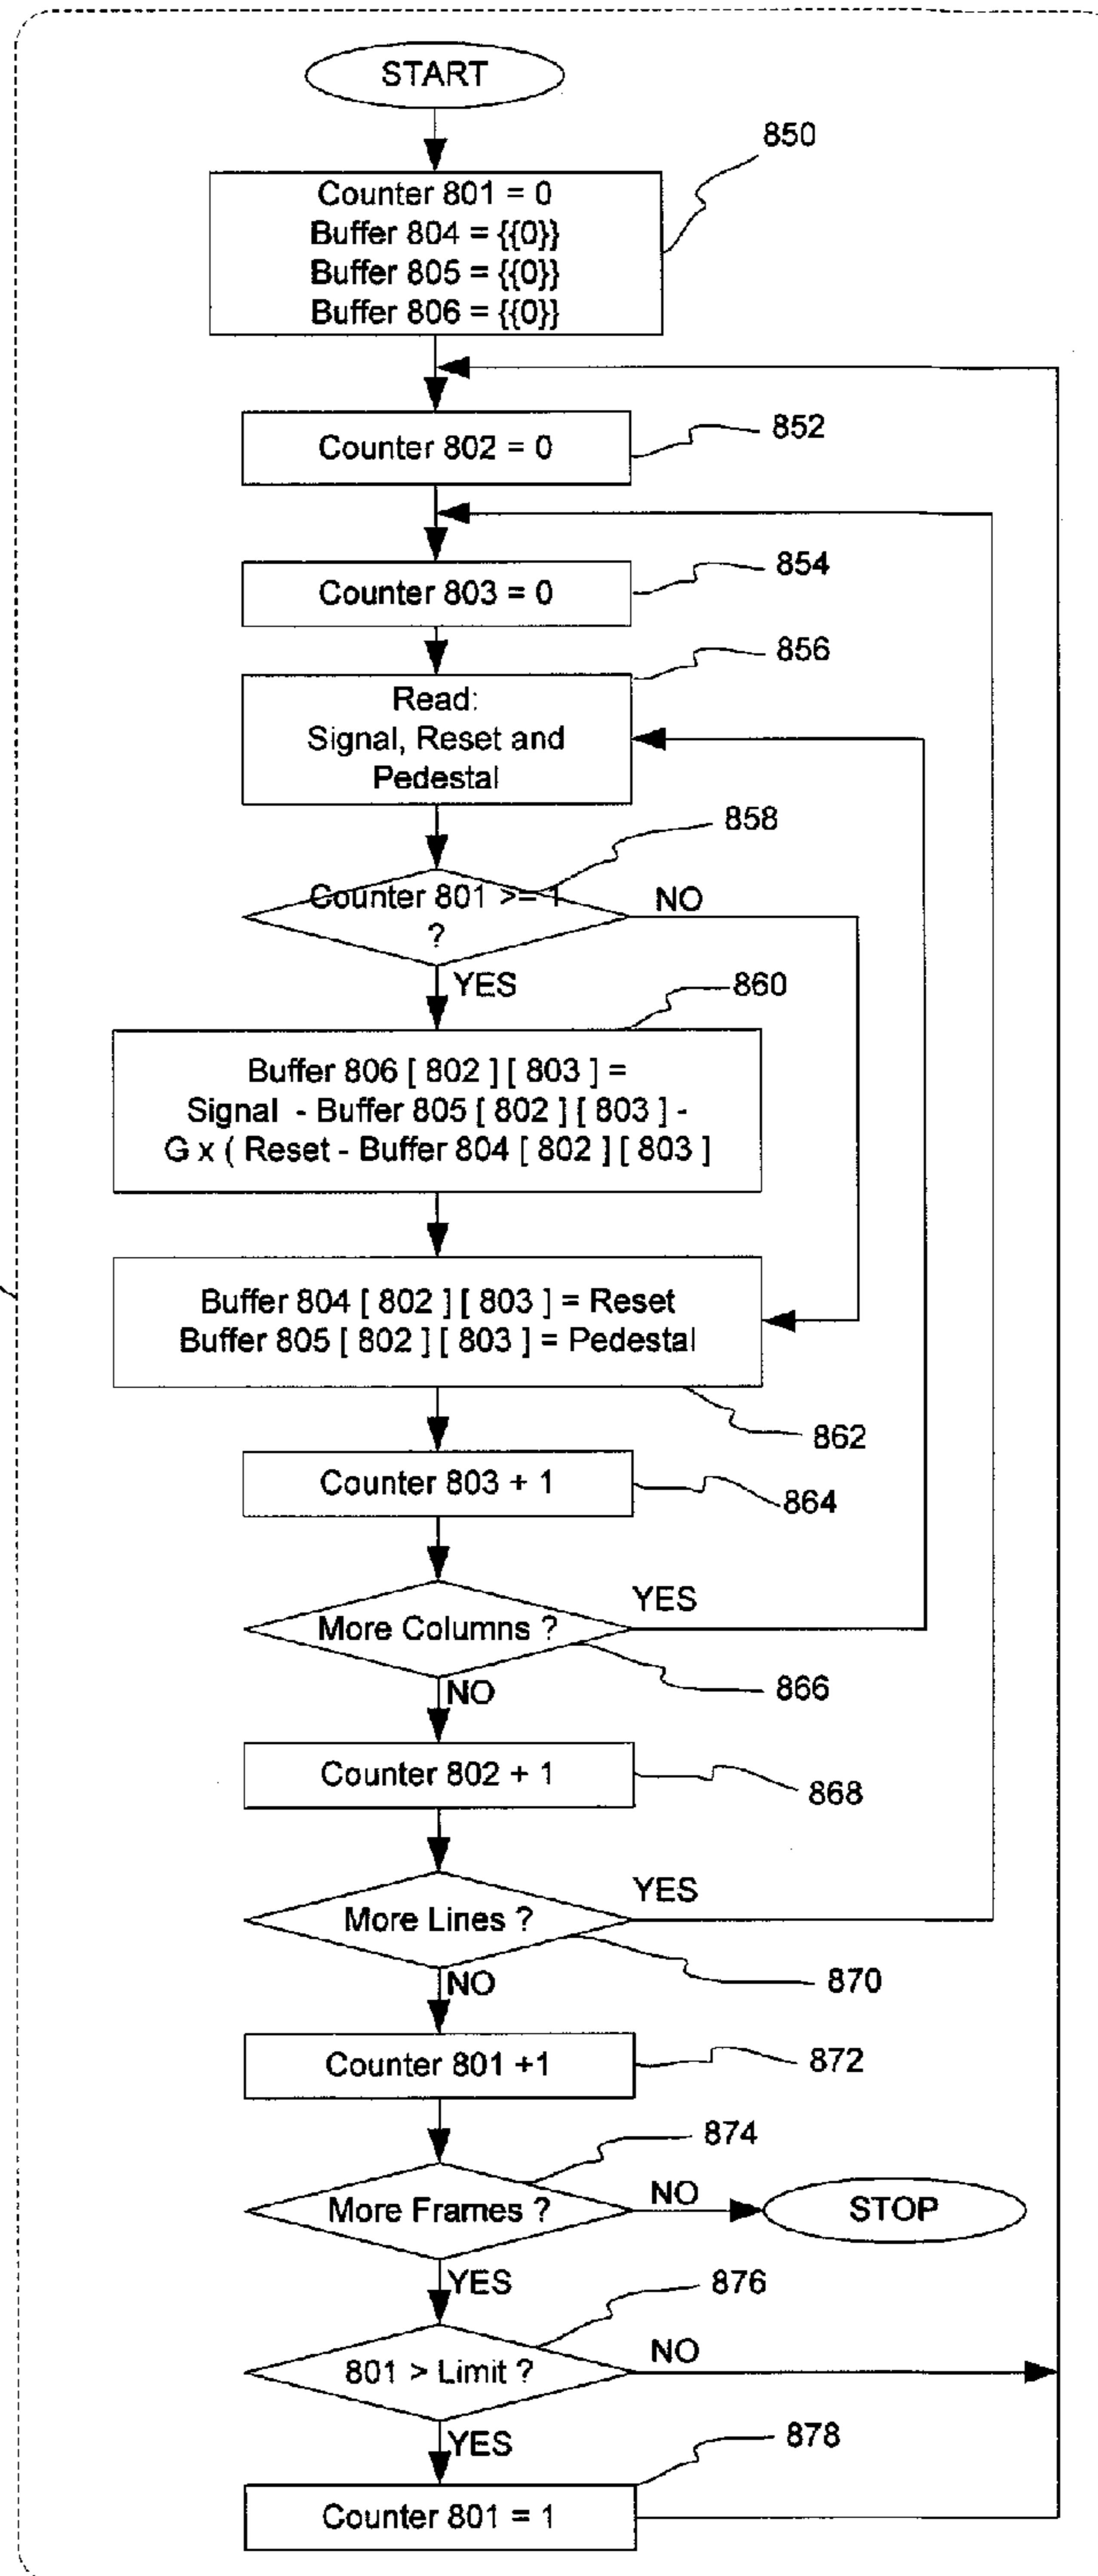 START
850
Counter 801 = 0
Buffer 804 = {{0}}
Buffer 805 = {{0}}
Buffer 806 = {{0}}
Counter 802 = 0
852
Counter 803 = 0
854
856
Read:
Signal, Reset and
Pedestal
858
Counter 801 >= 1
?
NO
YES
860
Buffer 806 [ 802 ] [ 803 ] =
Signal - Buffer 805 [ 802 ] [ 803 ] -
G x ( Reset - Buffer 804 [ 802 ] [ 803 ]
Buffer 804 [ 802 ] [ 803 ] = Reset
Buffer 805 [ 802 ] [ 803 ] = Pedestal
862
Counter 803 + 1
864
More Columns ?
YES
866
NO
Counter 802 + 1
868
More Lines ?
YES
870
NO
Counter 801 +1
872
874
More Frames ?
NO
STOP
YES
876
801 > Limit ?
NO
YES
878
Counter 801 = 1